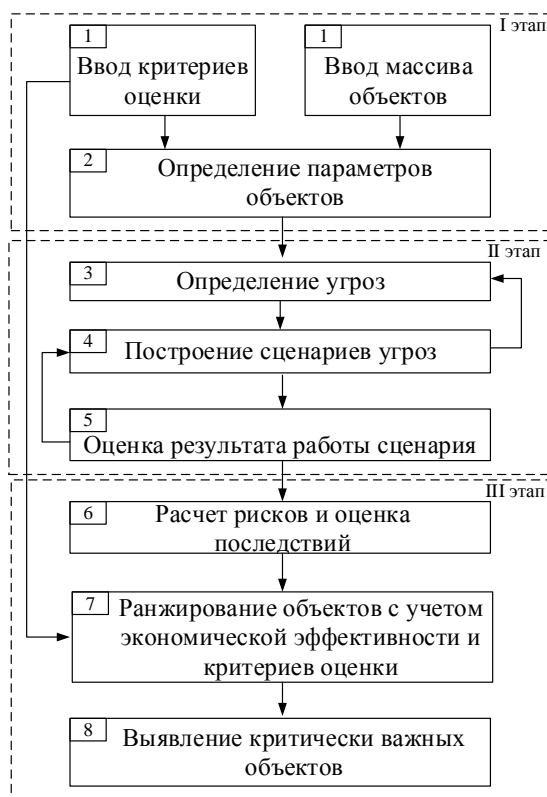 I этап
1
Ввод критериев
оценки
1
Ввод массива
объектов
2
Определение параметров
объектов
II этап
3
Определение угроз
4
Построение сценариев угроз
5
Оценка результата работы сценария
III этап
6
Расчет рисков и оценка
последствий
7
Ранжирование объектов с учетом
экономической эффективности и
критериев оценки
8
Выявление критически важных
объектов